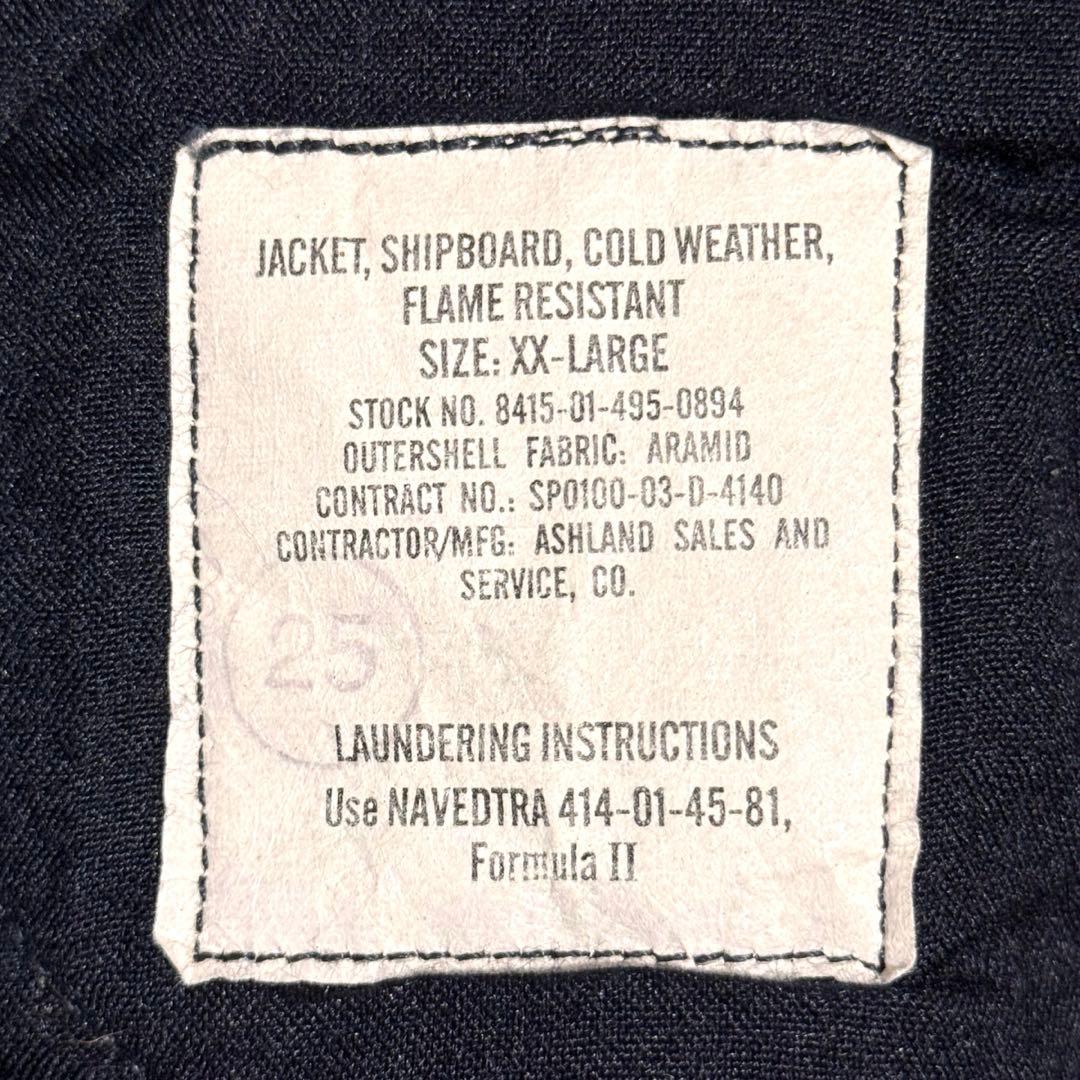 JACKET, SHIPBOARD, COLD WEATHER,
FLAME RESISTANT
SIZE: XX-LARGE
STOCK NO. 8415-01-495-0894
OUTERSHELL FABRIC: ARAMID
CONTRACT NO.: SP0100-03-D-4140
CONTRACTOR/MFG: ASHLAND SALES AND
SERVICE, CO.
25
LAUNDERING INSTRUCTIONS
Use NAVEDTRA 414-01-45-81,
Formula II